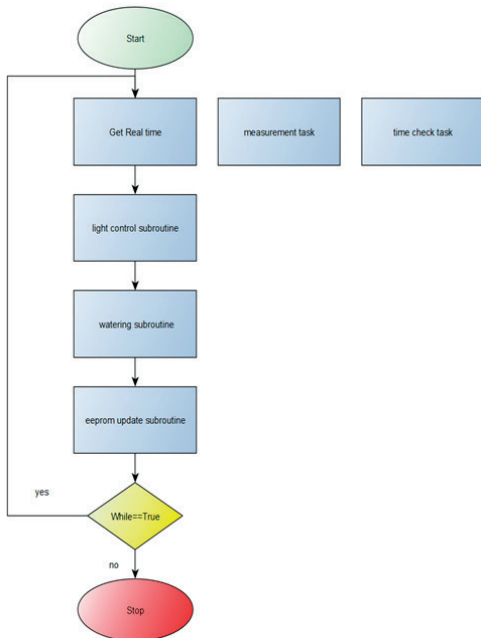 Start
Get Real time
measurement task
time check task
light control subroutine
watering subroutine
eeprom update subroutine
yes
While==True
no
Stop